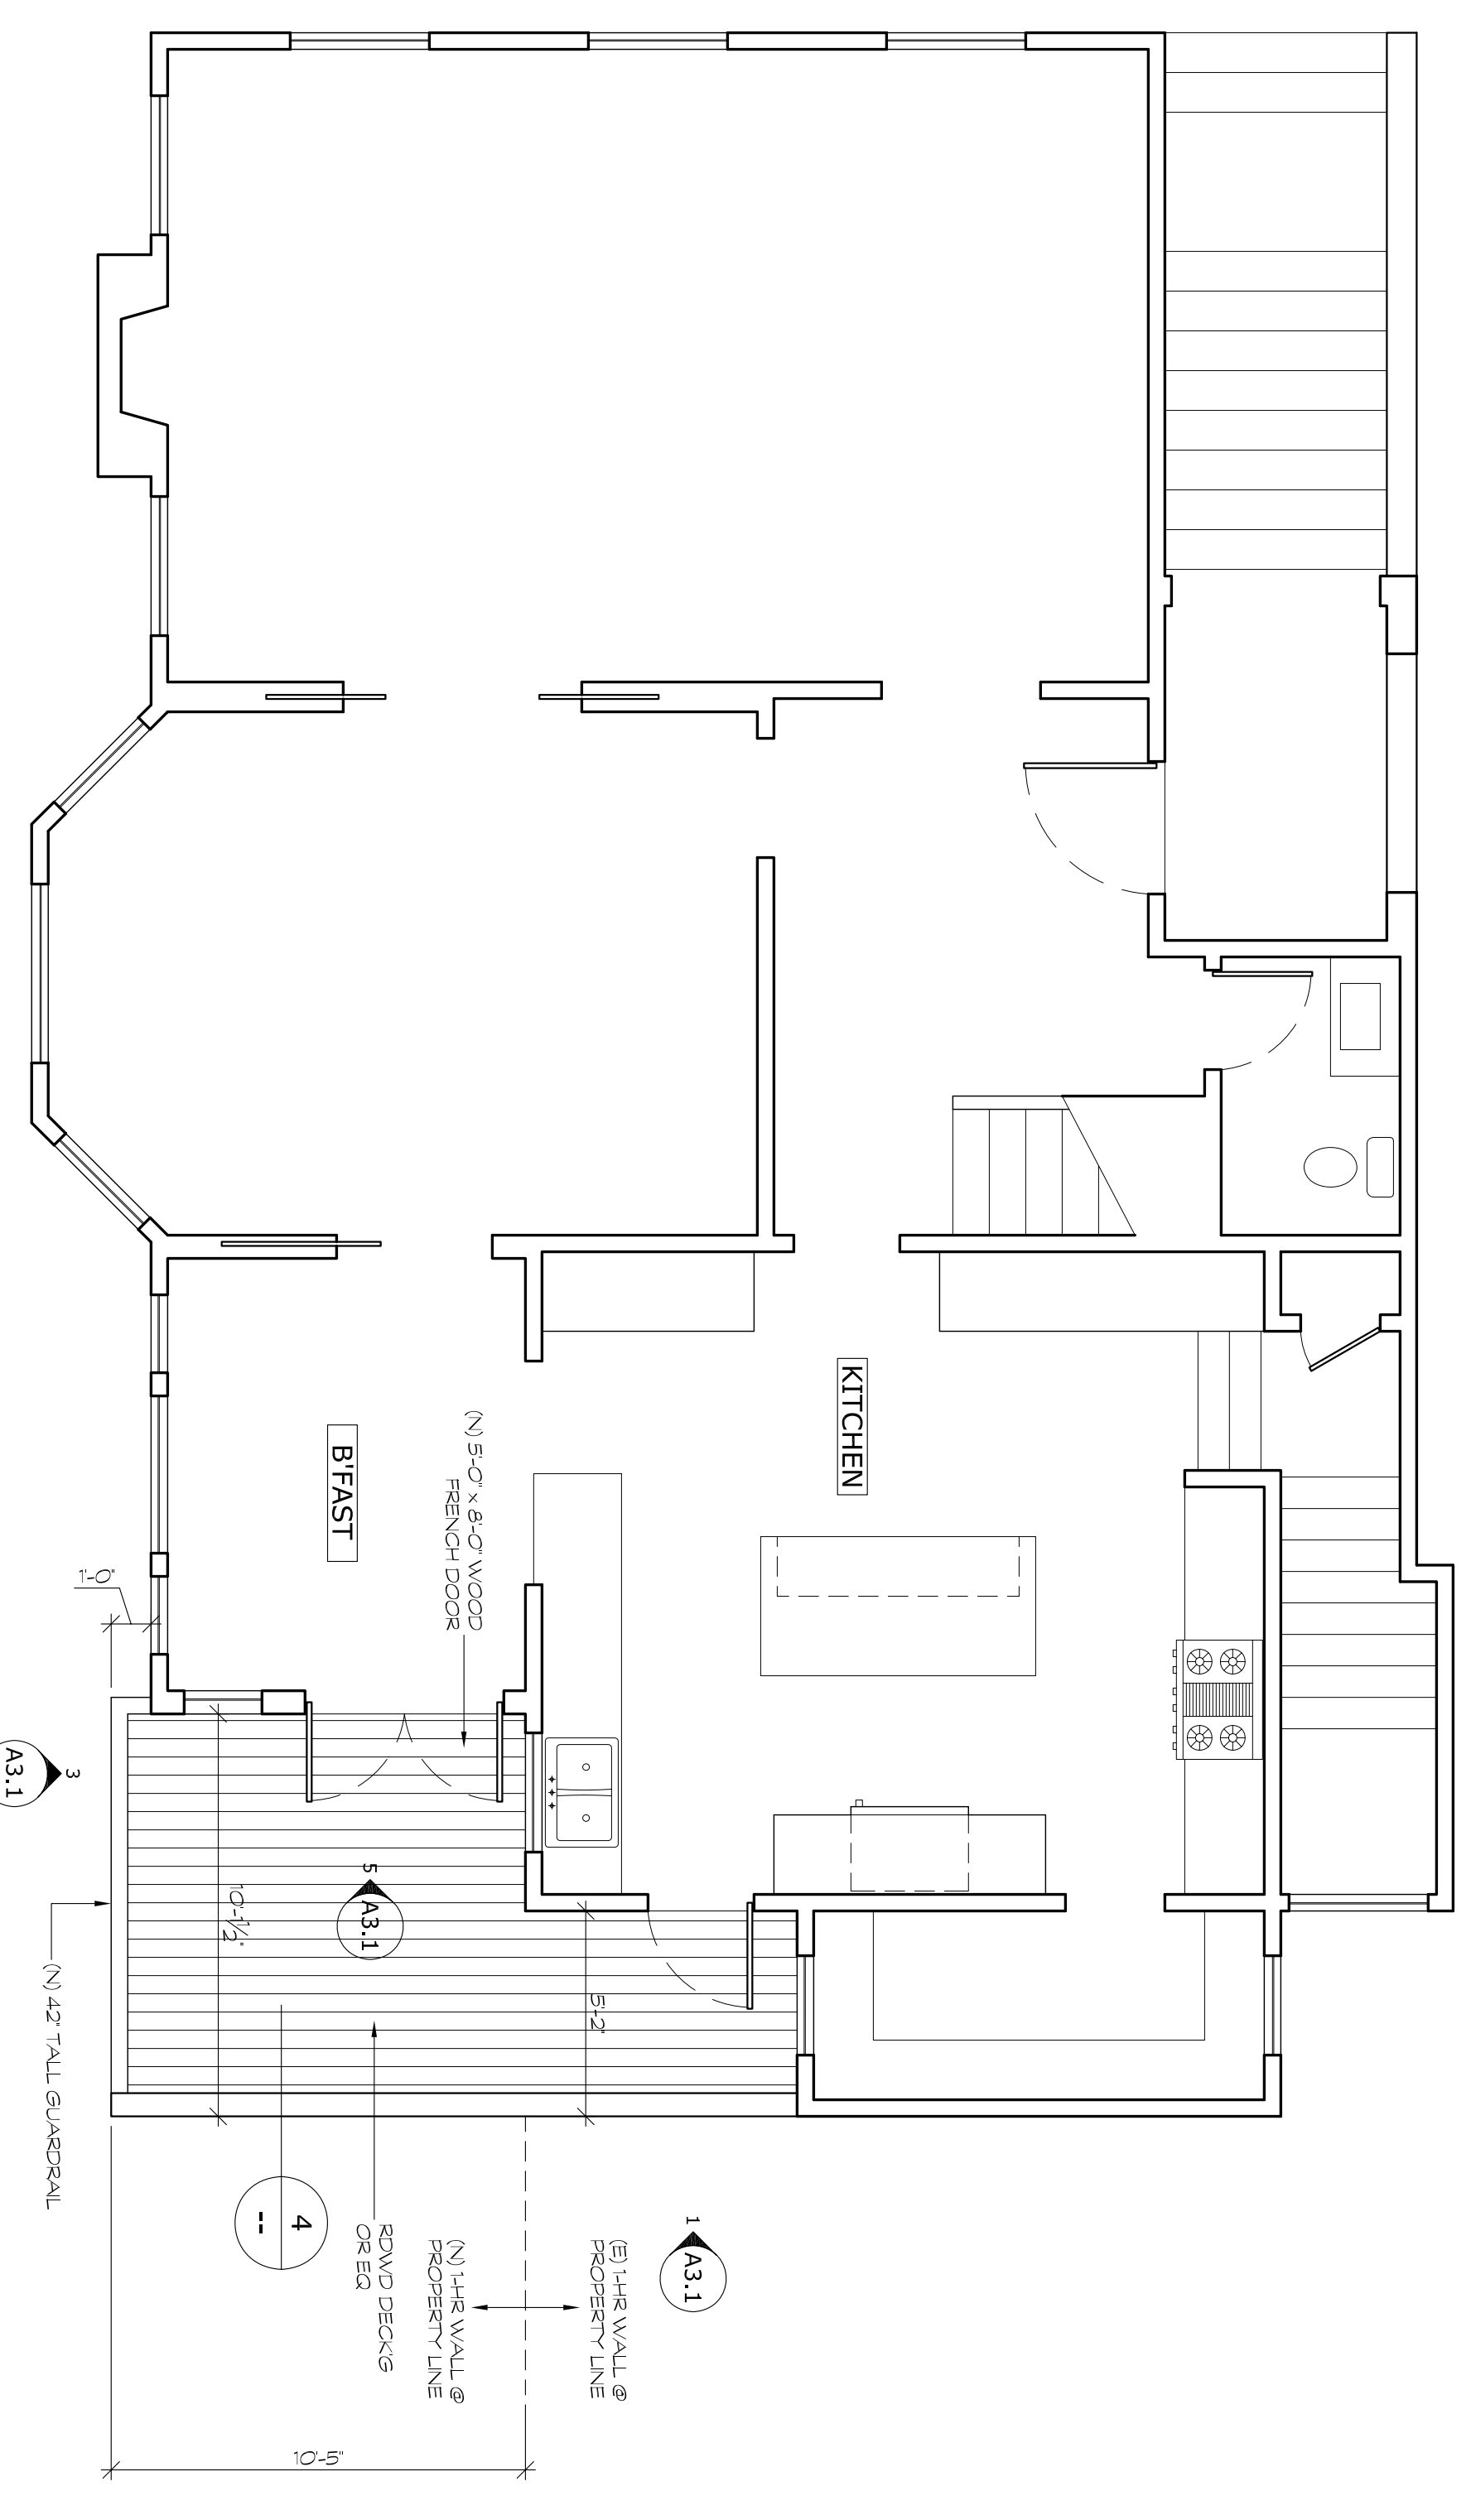 KITCHEN
B'FAST
(N) 5'-0" x 8'-0" WOOD
FRENCH DOOR
1'-0"
3
A3.1
5
A3.1
10'-1/2"
5'-2"
(N) 42" TALL GUARDRAIL
4
--
RDWD DECK'G
OR EQ
(N) 1-HR WALL @
PROPERTY LINE
(E) 1-HR WALL @
PROPERTY LINE
1
A3.1
10'-5"